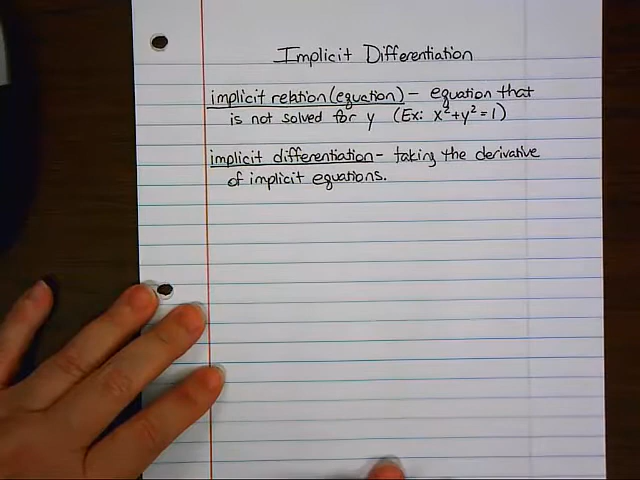 Implicit Differentiation
implicit relation (equation) - equation that
is not solved for y (Ex: x²+y²=1)
implicit differentiation - taking the derivative
of implicit equations.